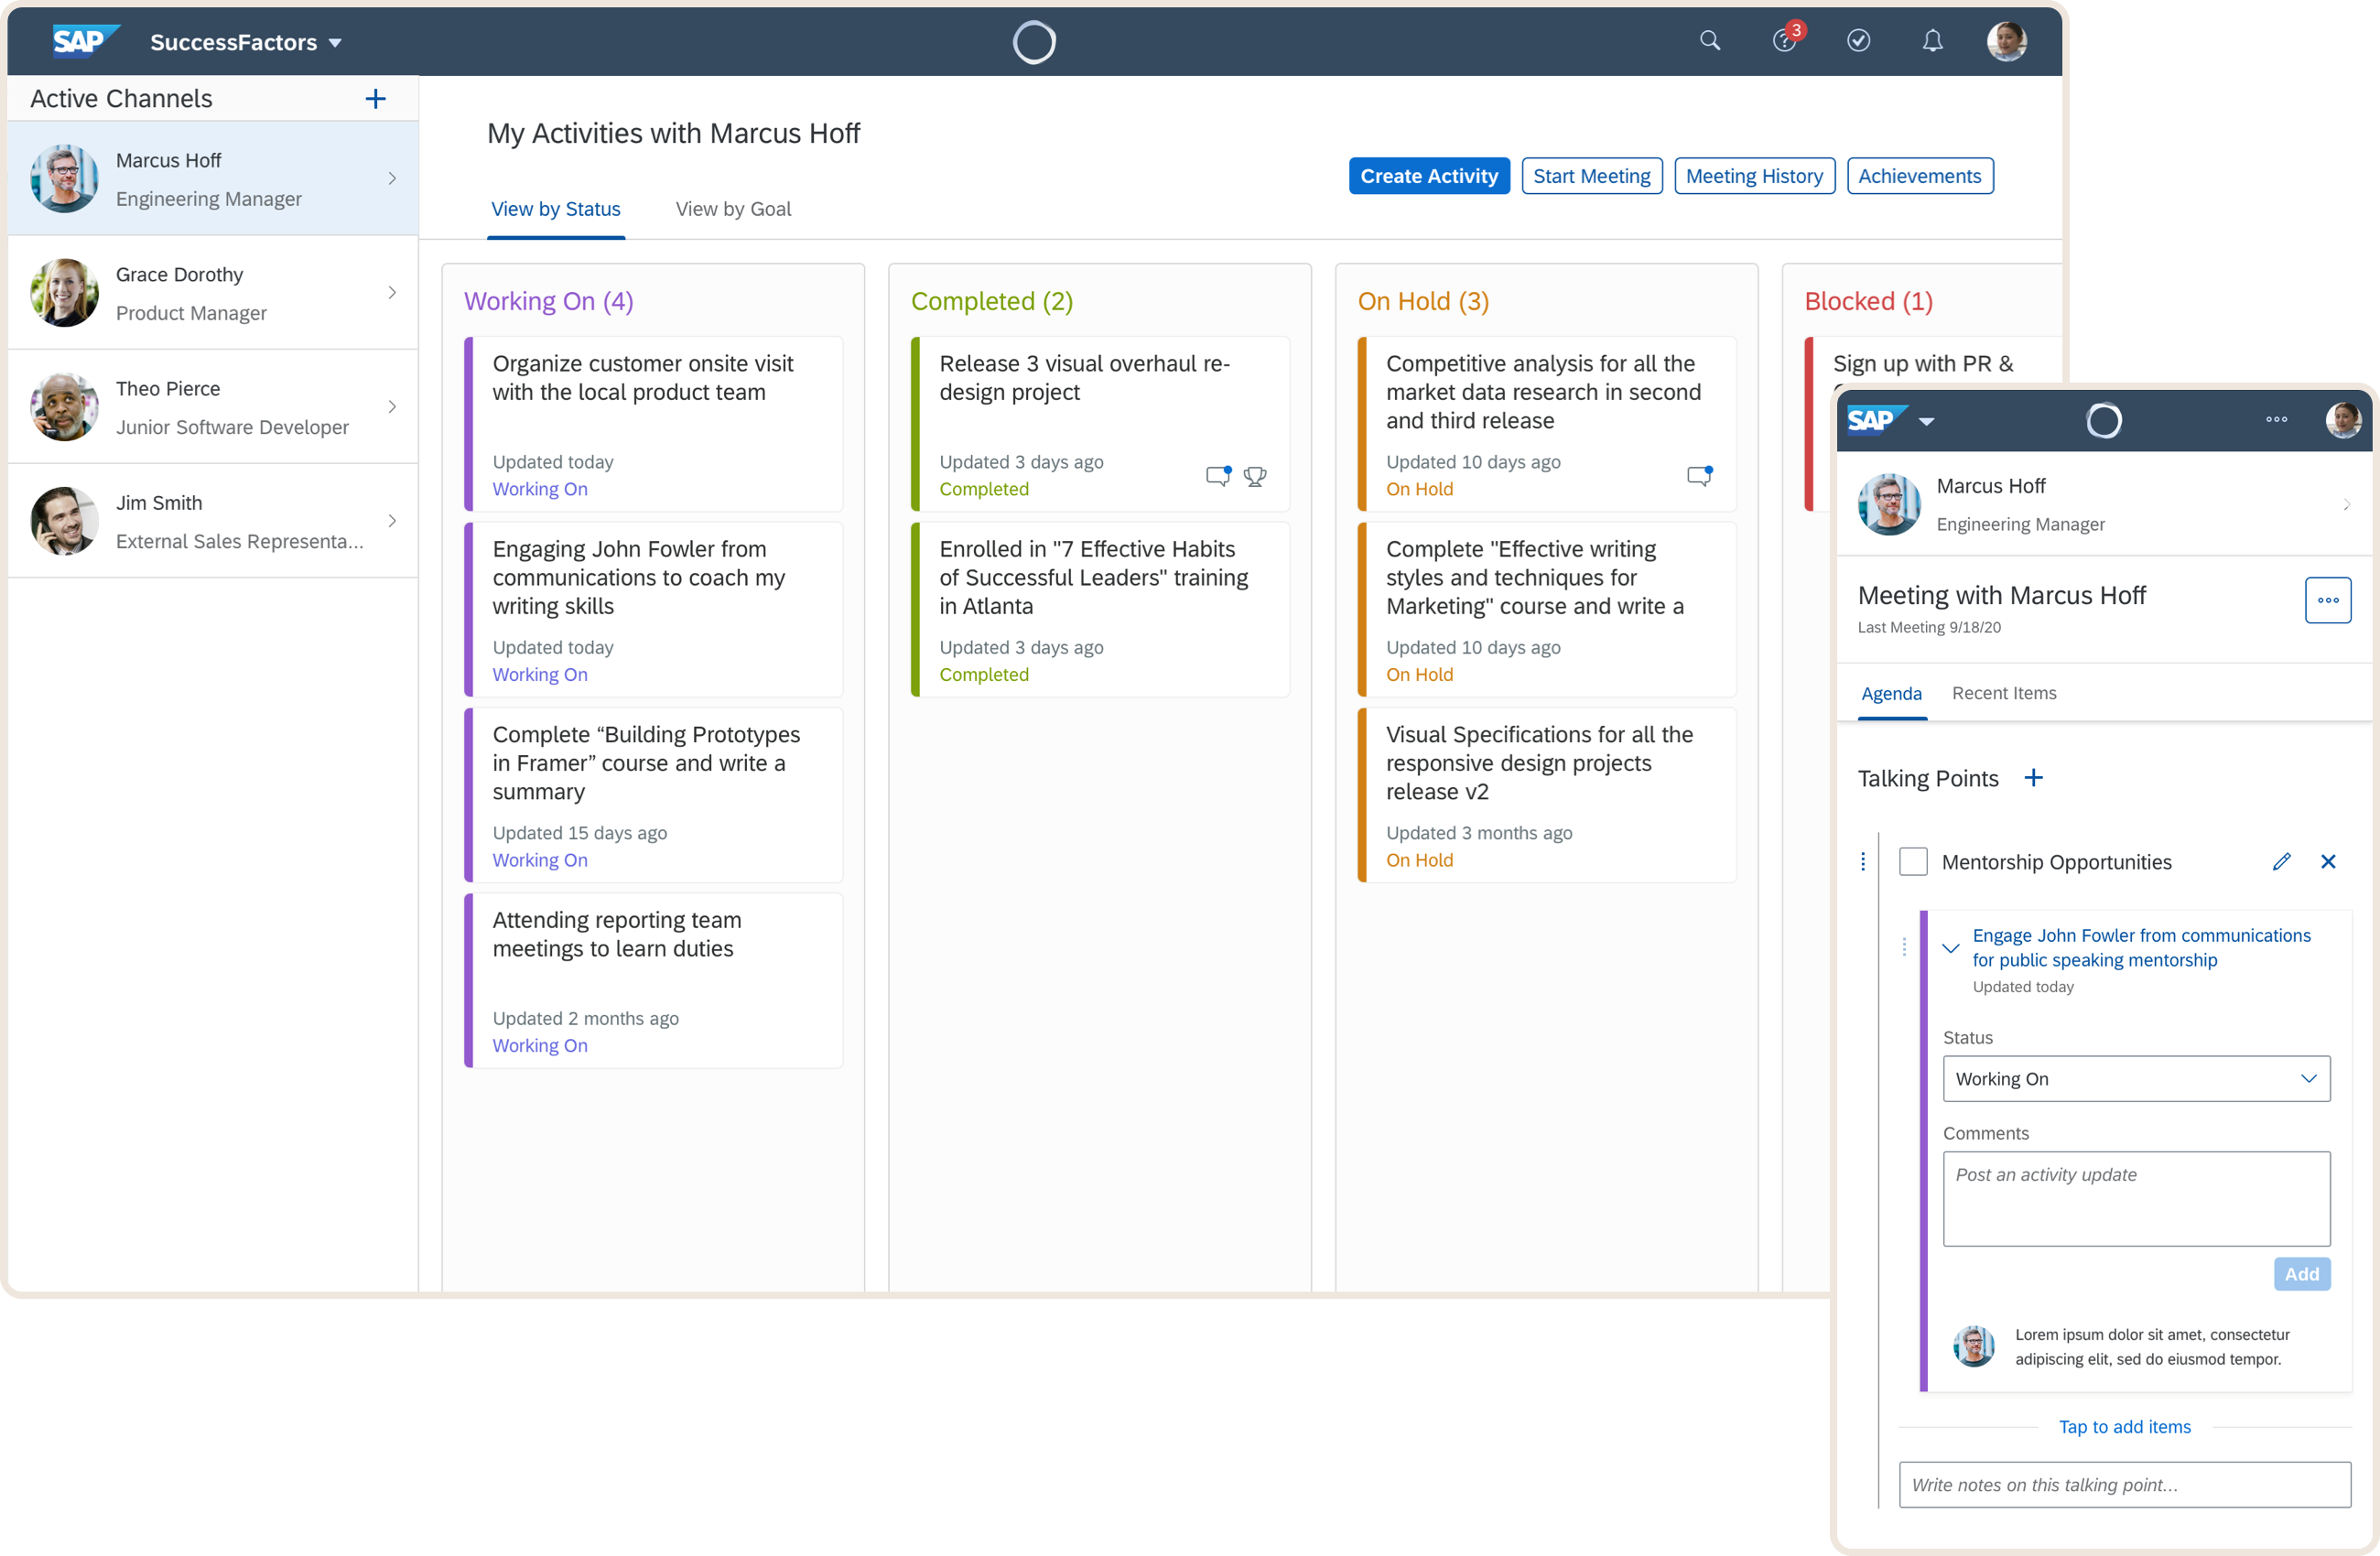 SAP
SuccessFactors
3
Active Channels
Marcus Hoff
Engineering Manager
Grace Dorothy
Product Manager
Theo Pierce
Junior Software Developer
Jim Smith
External Sales Representa...
My Activities with Marcus Hoff
Create Activity
Start Meeting
Meeting History
Achievements
View by Status
View by Goal
Working On (4)
Organize customer onsite visit
with the local product team
Updated today
Working On
Engaging John Fowler from
communications to coach my
writing skills
Updated today
Working On
Complete “Building Prototypes
in Framer” course and write a
summary
Updated 15 days ago
Working On
Attending reporting team
meetings to learn duties
Updated 2 months ago
Working On
Completed (2)
Release 3 visual overhaul re-
design project
Updated 3 days ago
Completed
Enrolled in "7 Effective Habits
of Successful Leaders" training
in Atlanta
Updated 3 days ago
Completed
On Hold (3)
Competitive analysis for all the
market data research in second
and third release
Updated 10 days ago
On Hold
Complete "Effective writing
styles and techniques for
Marketing" course and write a
Updated 10 days ago
On Hold
Visual Specifications for all the
responsive design projects
release v2
Updated 3 months ago
On Hold
Blocked (1)
Sign up with PR &
SAP
Marcus Hoff
Engineering Manager
Meeting with Marcus Hoff
Last Meeting 9/18/20
Agenda
Recent Items
Talking Points
Mentorship Opportunities
Engage John Fowler from communications
for public speaking mentorship
Updated today
Status
Working On
Comments
Post an activity update
Add
Lorem ipsum dolor sit amet, consectetur
adipiscing elit, sed do eiusmod tempor.
Tap to add items
Write notes on this talking point...